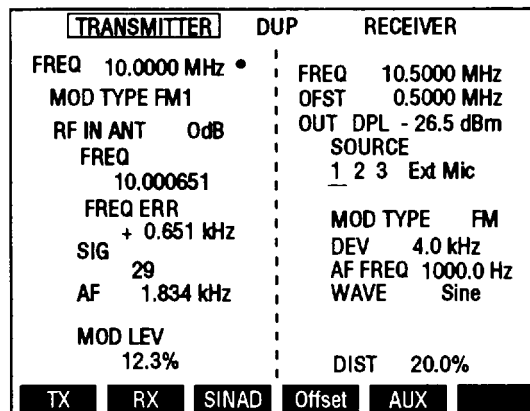 TRANSMITTER DUP RECEIVER
FREQ 10.0000 MHz •
MOD TYPE FM1
RF IN ANT 0dB
FREQ
10.000651
FREQ ERR
+ 0.651 kHz
SIG
29
AF 1.834 kHz
MOD LEV
12.3%
FREQ 10.5000 MHz
OFST 0.5000 MHz
OUT DPL - 26.5 dBm
SOURCE
1 2 3 Ext Mic
MOD TYPE FM
DEV 4.0 kHz
AF FREQ 1000.0 Hz
WAVE Sine
DIST 20.0%
TX RX SINAD Offset AUX